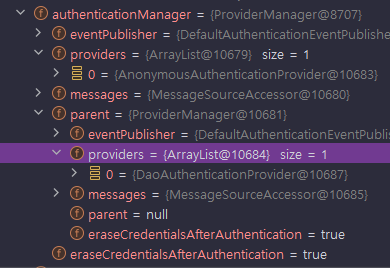 authenticationManager = {ProviderManager@8707}
eventPublisher = {DefaultAuthenticationEventPublis
providers = {ArrayList@10679} size = 1
0 = {AnonymousAuthenticationProvider@10683}
messages = {MessageSourceAccessor@10680}
parent = {ProviderManager@10681}
eventPublisher = {DefaultAuthenticationEventPubl
providers = {ArrayList@10684} size = 1
0 = {DaoAuthenticationProvider@10687}
messages = {MessageSourceAccessor@10685}
parent = null
eraseCredentialsAfterAuthentication = true
eraseCredentialsAfterAuthentication = true